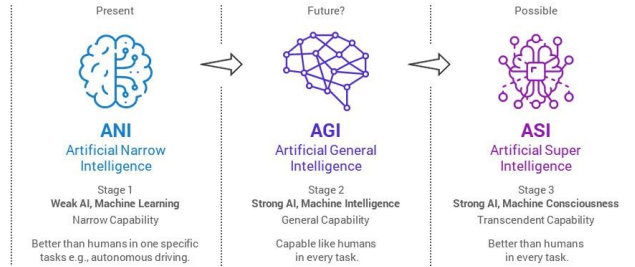 Present
ANI
Artificial Narrow
Intelligence
Stage 1
Weak AI, Machine Learning
Narrow Capability
Better than humans in one specific
tasks e.g., autonomous driving.
Future?
AGI
Artificial General
Intelligence
Stage 2
Strong AI, Machine Intelligence
General Capability
Capable like humans
in every task.
Possible
ASI
Artificial Super
Intelligence
Stage 3
Strong AI, Machine Consciousness
Transcendent Capability
Better than humans
in every task.